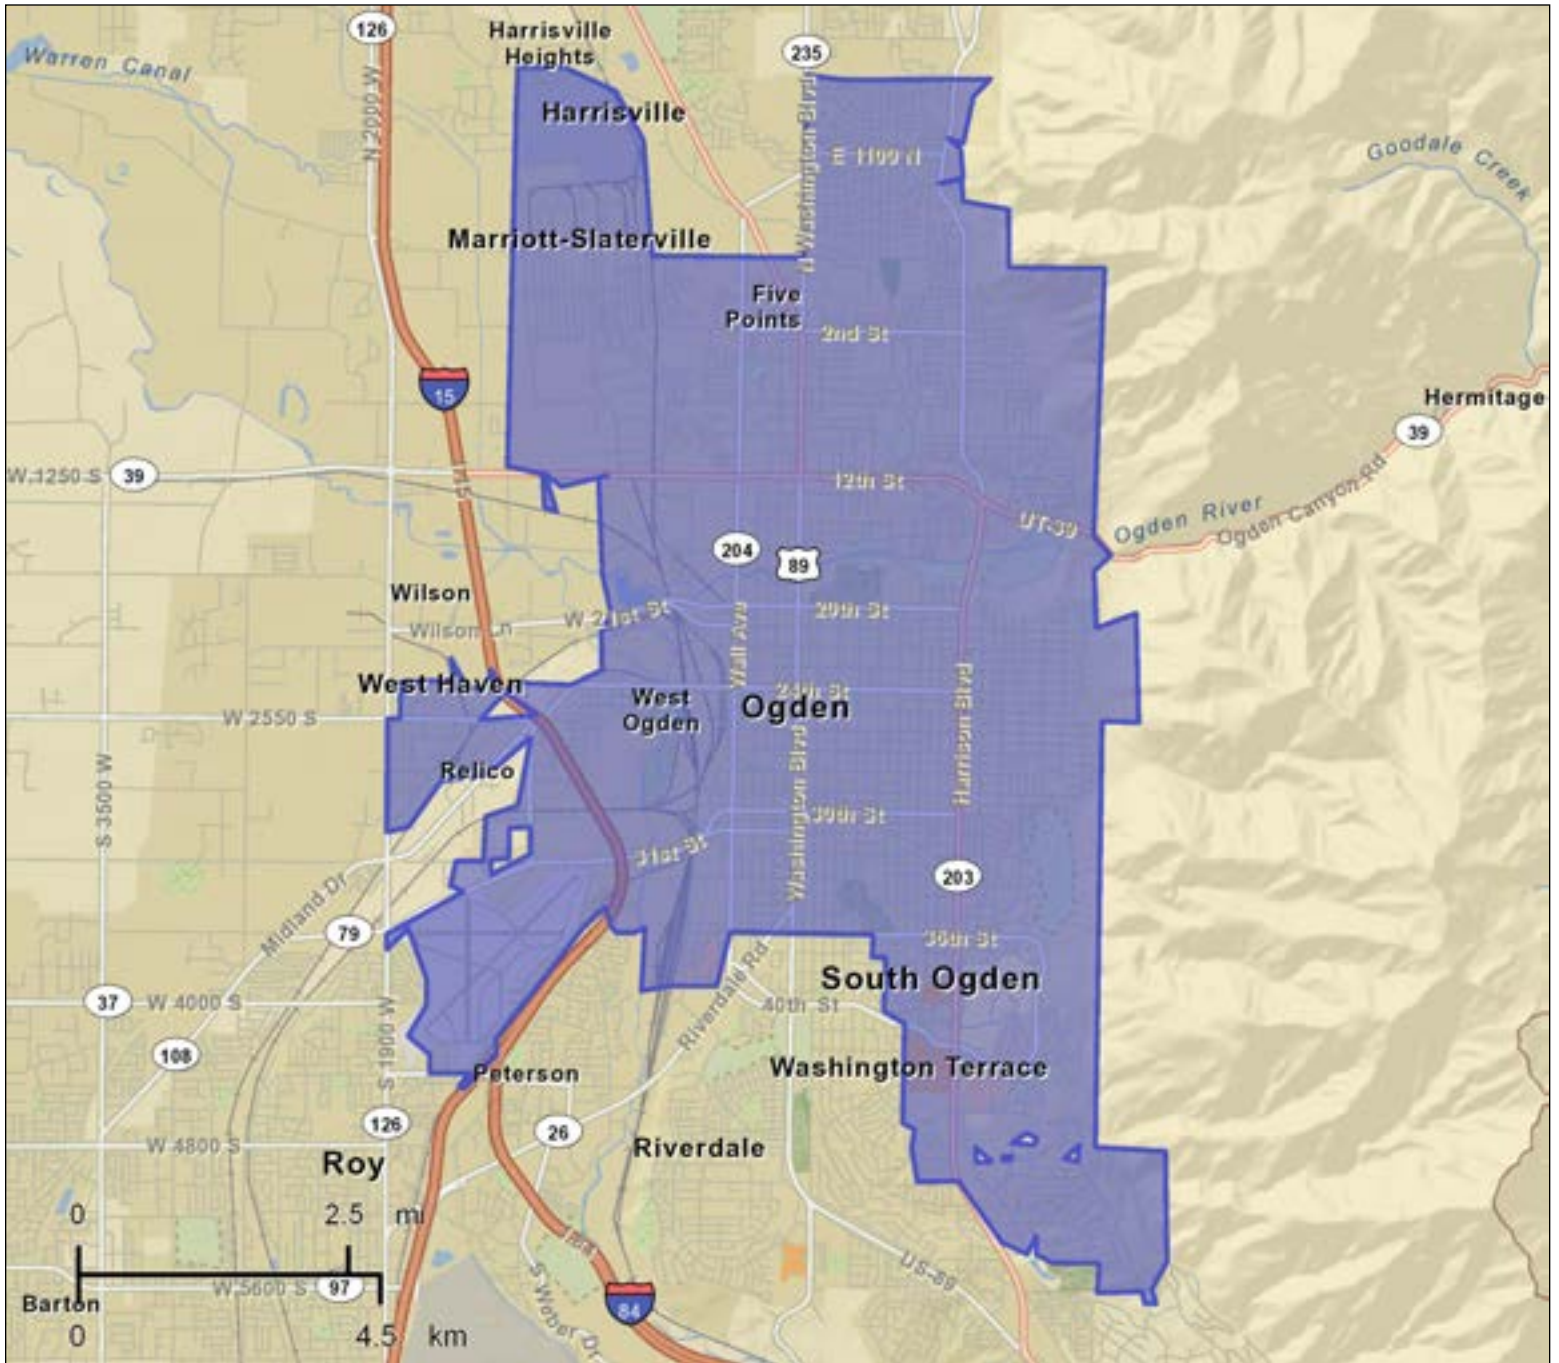 126
Harrisville
Heights
235
Warren Canal
N 2000 W
Harrisville
N Washington Blvd
E 1100 N
Goodale Creek
Marriott-Slaterville
Five
Points
2nd St
15
Hermitage
39
W 1250 S
39
I-15
12th St
UT-39
Ogden River
Ogden Canyon Rd
204
89
Wilson
Wilson Ln
W 21st St
20th St
Wall Ave
West Haven
24th St
West
Ogden
Ogden
Harrison Blvd
W 2550 S
Relico
Washington Blvd
S 3500 W
30th St
31st St
203
Midland Dr
79
36th St
South Ogden
37
W 4000 S
Riverdale Rd
40th St
S 1900 W
108
Peterson
Washington Terrace
126
26
W 4800 S
Riverdale
Roy
0
2.5
mi
I-84
US-89
W 5600 S
97
Barton
S Weber Dr
84
0
4.5
km